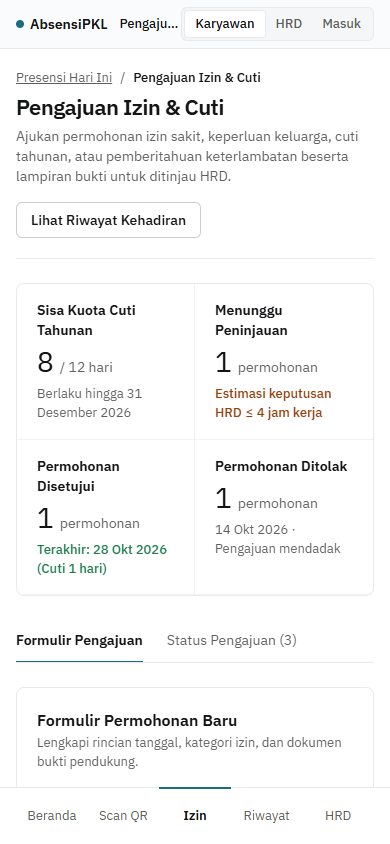 AbsensiPKL Pengaju... Karyawan HRD Masuk
Presensi Hari Ini / Pengajuan Izin & Cuti
Pengajuan Izin & Cuti
Ajukan permohonan izin sakit, keperluan keluarga, cuti
tahunan, atau pemberitahuan keterlambatan beserta
lampiran bukti untuk ditinjau HRD.
Lihat Riwayat Kehadiran
Sisa Kuota Cuti
Tahunan
8 / 12 hari
Berlaku hingga 31
Desember 2026
Menunggu
Peninjauan
1 permohonan
Estimasi keputusan
HRD ≤ 4 jam kerja
Permohonan
Disetujui
1 permohonan
Terakhir: 28 Okt 2026
(Cuti 1 hari)
Permohonan Ditolak
1 permohonan
14 Okt 2026 ·
Pengajuan mendadak
Formulir Pengajuan Status Pengajuan (3)
Formulir Permohonan Baru
Lengkapi rincian tanggal, kategori izin, dan dokumen
bukti pendukung.
Beranda Scan QR Izin Riwayat HRD